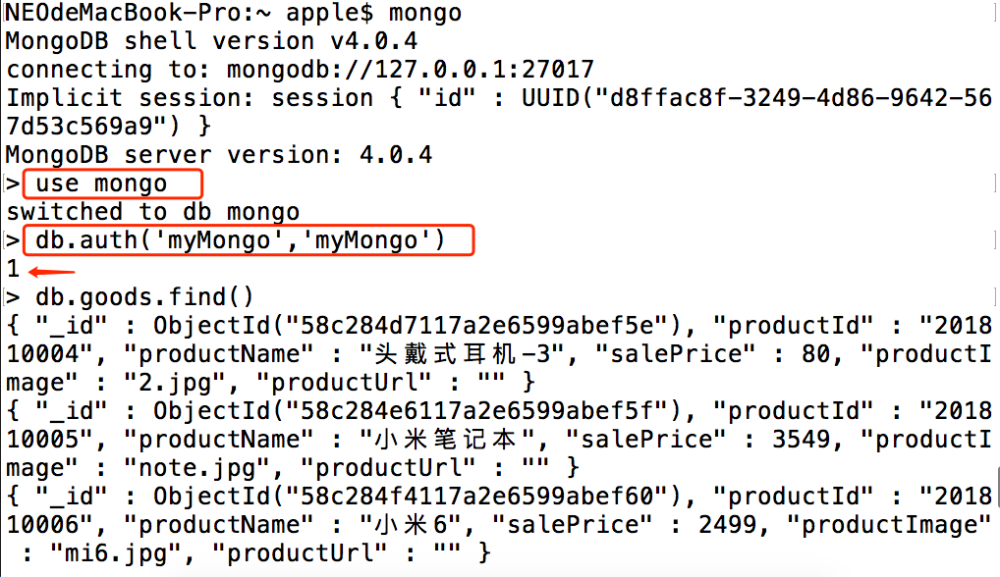 NEOdeMacBook-Pro:~ apple$ mongo
MongoDB shell version v4.0.4
connecting to: mongodb://127.0.0.1:27017
Implicit session: session { "id" : UUID("d8ffac8f-3249-4d86-9642-56
7d53c569a9") }
MongoDB server version: 4.0.4
> use mongo
switched to db mongo
> db.auth('myMongo','myMongo')
1
> db.goods.find()
{ "_id" : ObjectId("58c284d7117a2e6599abef5e"), "productId" : "2018
10004", "productName" : "头戴式耳机-3", "salePrice" : 80, "productI
mage" : "2.jpg", "productUrl" : "" }
{ "_id" : ObjectId("58c284e6117a2e6599abef5f"), "productId" : "2018
10005", "productName" : "小米笔记本", "salePrice" : 3549, "productI
mage" : "note.jpg", "productUrl" : "" }
{ "_id" : ObjectId("58c284f4117a2e6599abef60"), "productId" : "2018
10006", "productName" : "小米6", "salePrice" : 2499, "productImage"
 : "mi6.jpg", "productUrl" : "" }